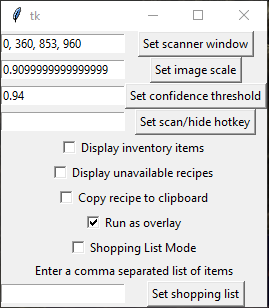 tk
0, 360, 853, 960 Set scanner window
0.9099999999999999 Set image scale
0.94 Set confidence threshold
Set scan/hide hotkey
Display inventory items
Display unavailable recipes
Copy recipe to clipboard
Run as overlay
Shopping List Mode
Enter a comma separated list of items
Set shopping list